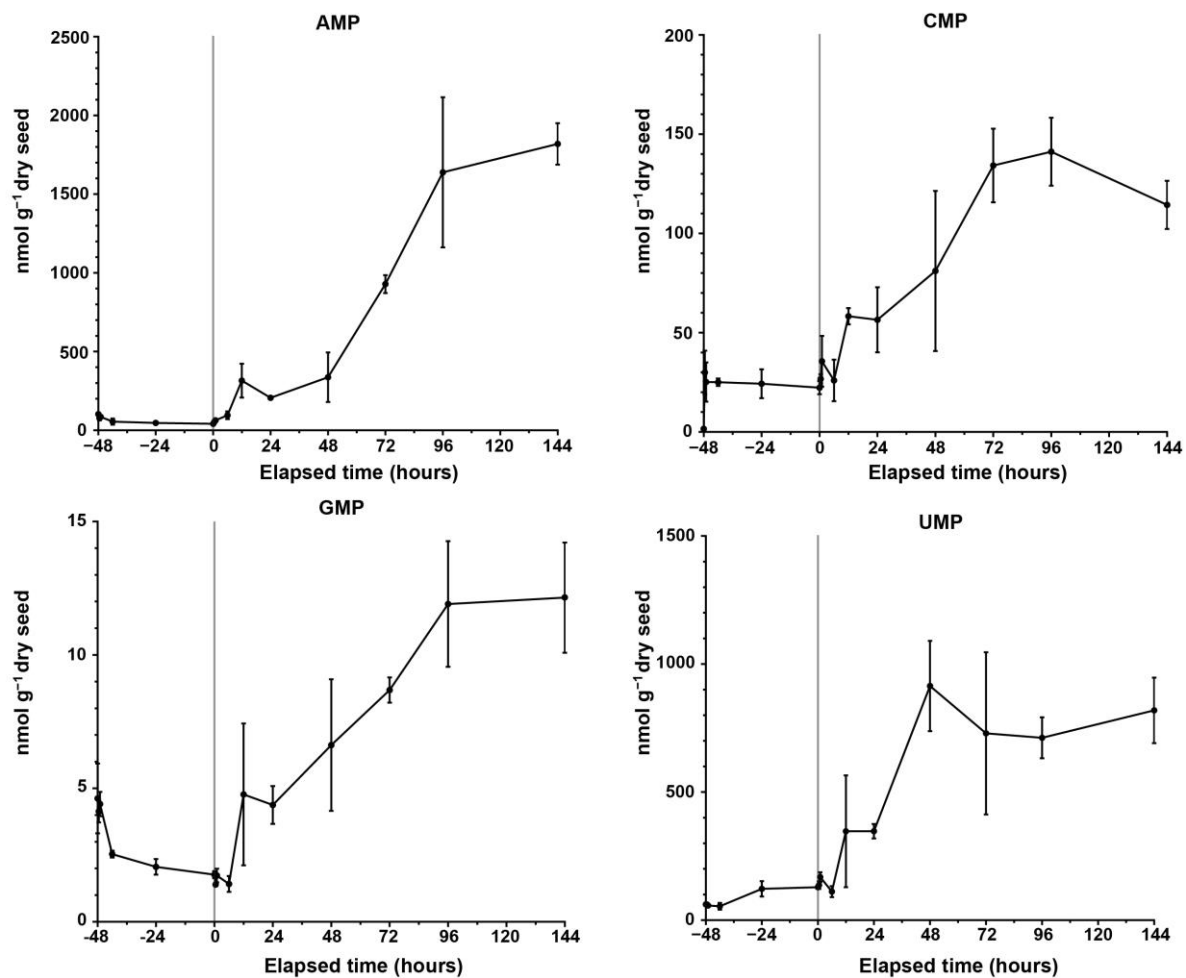 AMP
2500
2000
1500
1000
500
0
nmol g⁻¹ dry seed
−48 −24 0 24 48 72 96 120 144
Elapsed time (hours)
CMP
200
150
100
50
0
nmol g⁻¹ dry seed
−48 −24 0 24 48 72 96 120 144
Elapsed time (hours)
GMP
15
10
5
0
nmol g⁻¹ dry seed
-48 -24 0 24 48 72 96 120 144
Elapsed time (hours)
UMP
1500
1000
500
0
nmol g⁻¹ dry seed
−48 −24 0 24 48 72 96 120 144
Elapsed time (hours)